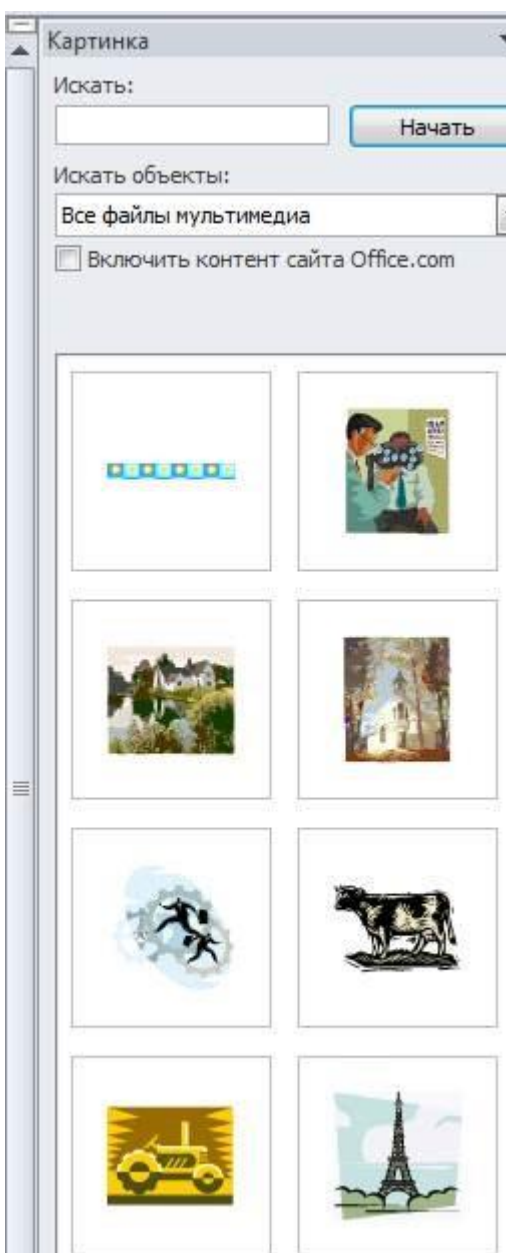 Картинка
Искать:
Начать
Искать объекты:
Все файлы мультимедиа
Включить контент сайта Office.com